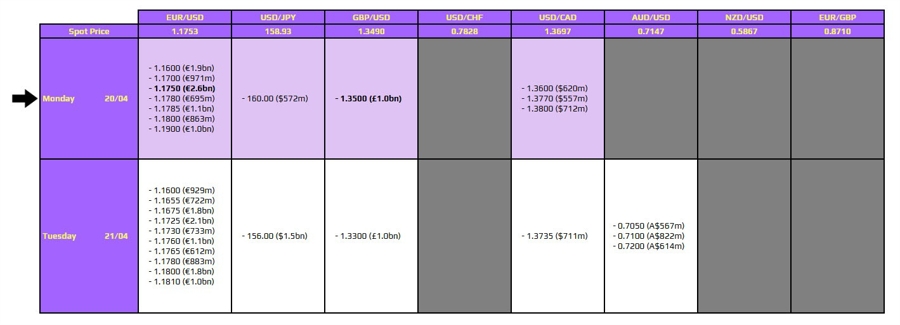 EUR/USD USD/JPY GBP/USD USD/CHF USD/CAD AUD/USD NZD/USD EUR/GBP
Spot Price 1.1753 158.93 1.3490 0.7828 1.3697 0.7147 0.5867 0.8710
Monday 20/04
- 1.1600 (€1.9bn)
- 1.1700 (€971m)
- 1.1750 (€2.6bn)
- 1.1780 (€695m)
- 1.1785 (€1.1bn)
- 1.1800 (€863m)
- 1.1900 (€1.0bn)
- 160.00 ($572m)
- 1.3500 (£1.0bn)
- 1.3600 ($620m)
- 1.3770 ($557m)
- 1.3800 ($712m)
Tuesday 21/04
- 1.1600 (€929m)
- 1.1655 (€722m)
- 1.1675 (€1.8bn)
- 1.1725 (€2.1bn)
- 1.1730 (€733m)
- 1.1760 (€1.1bn)
- 1.1765 (€612m)
- 1.1780 (€883m)
- 1.1800 (€1.8bn)
- 1.1810 (€1.0bn)
- 156.00 ($1.5bn)
- 1.3300 (£1.0bn)
- 1.3735 ($711m)
- 0.7050 (A$567m)
- 0.7100 (A$822m)
- 0.7200 (A$614m)